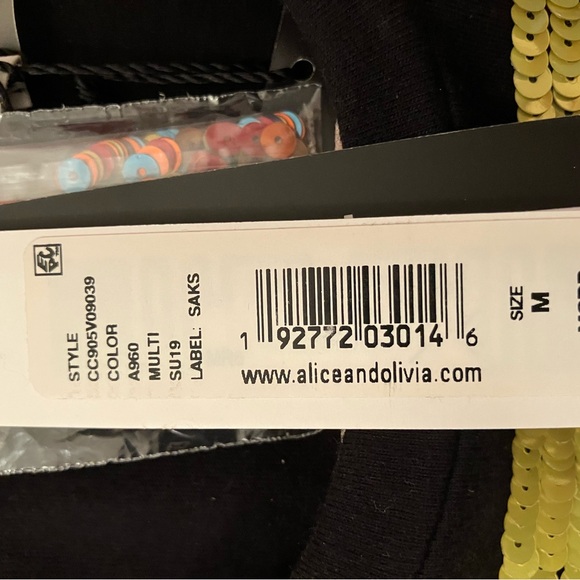 STYLE
CC905V09039
COLOR
A960
MULTI
SU19
LABEL: SAKS
1 92772 03014 6
www.aliceandolivia.com
SIZE
M